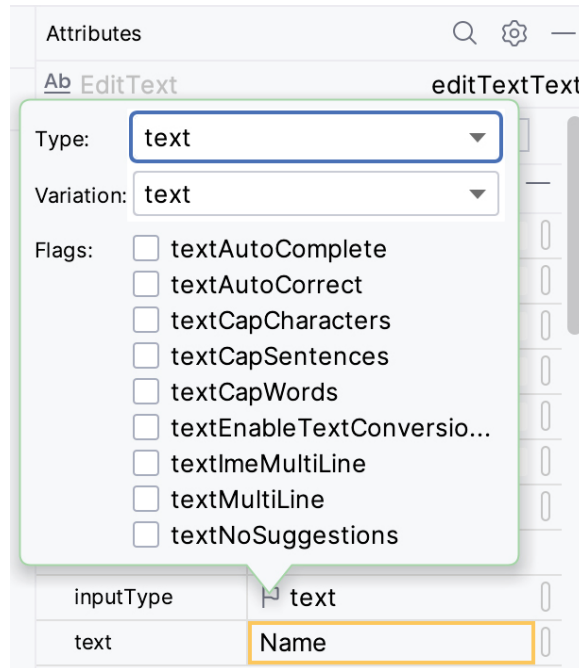 Attributes
Ab EditText editTextText
Type: text
Variation: text
Flags: textAutoComplete
textAutoCorrect
textCapCharacters
textCapSentences
textCapWords
textEnableTextConversio...
textImeMultiLine
textMultiLine
textNoSuggestions
inputType text
text Name